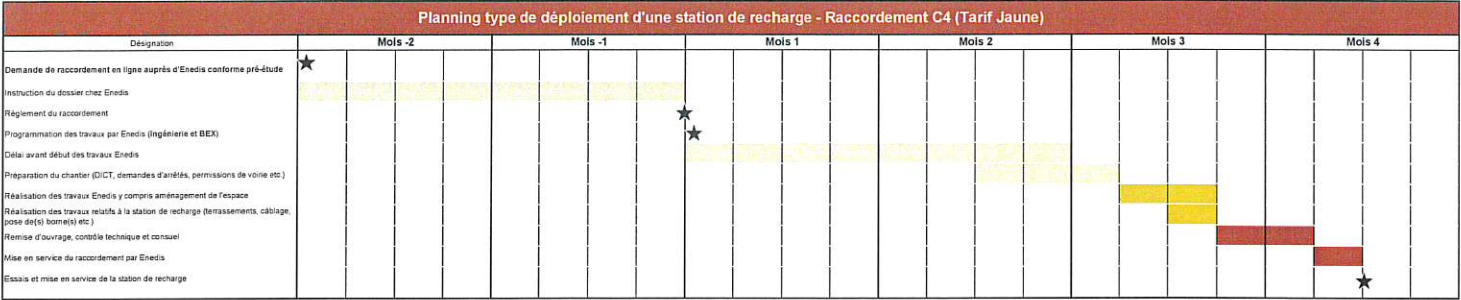 Planning type de déploiement d'une station de recharge - Raccordement C4 (Tarif Jaune)
Désignation
Mois -2
Mois -1
Mois 1
Mois 2
Mois 3
Mois 4
Demande de raccordement en ligne auprès d'Enedis conforme pré-étude
Instruction du dossier chez Enedis
Règlement du raccordement
Programmation des travaux par Enedis (Ingénierie et BEX)
Délai avant début des travaux Enedis
Préparation du chantier (DICT, demandes d'arrêtés, permissions de voirie etc.)
Réalisation des travaux Enedis y compris aménagement de l'espace
Réalisation des travaux relatifs à la station de recharge (terrassements, câblage,
pose de(s) borne(s) etc.)
Remise d'ouvrage, contrôle technique et consuel
Mise en service du raccordement par Enedis
Essais et mise en service de la station de recharge